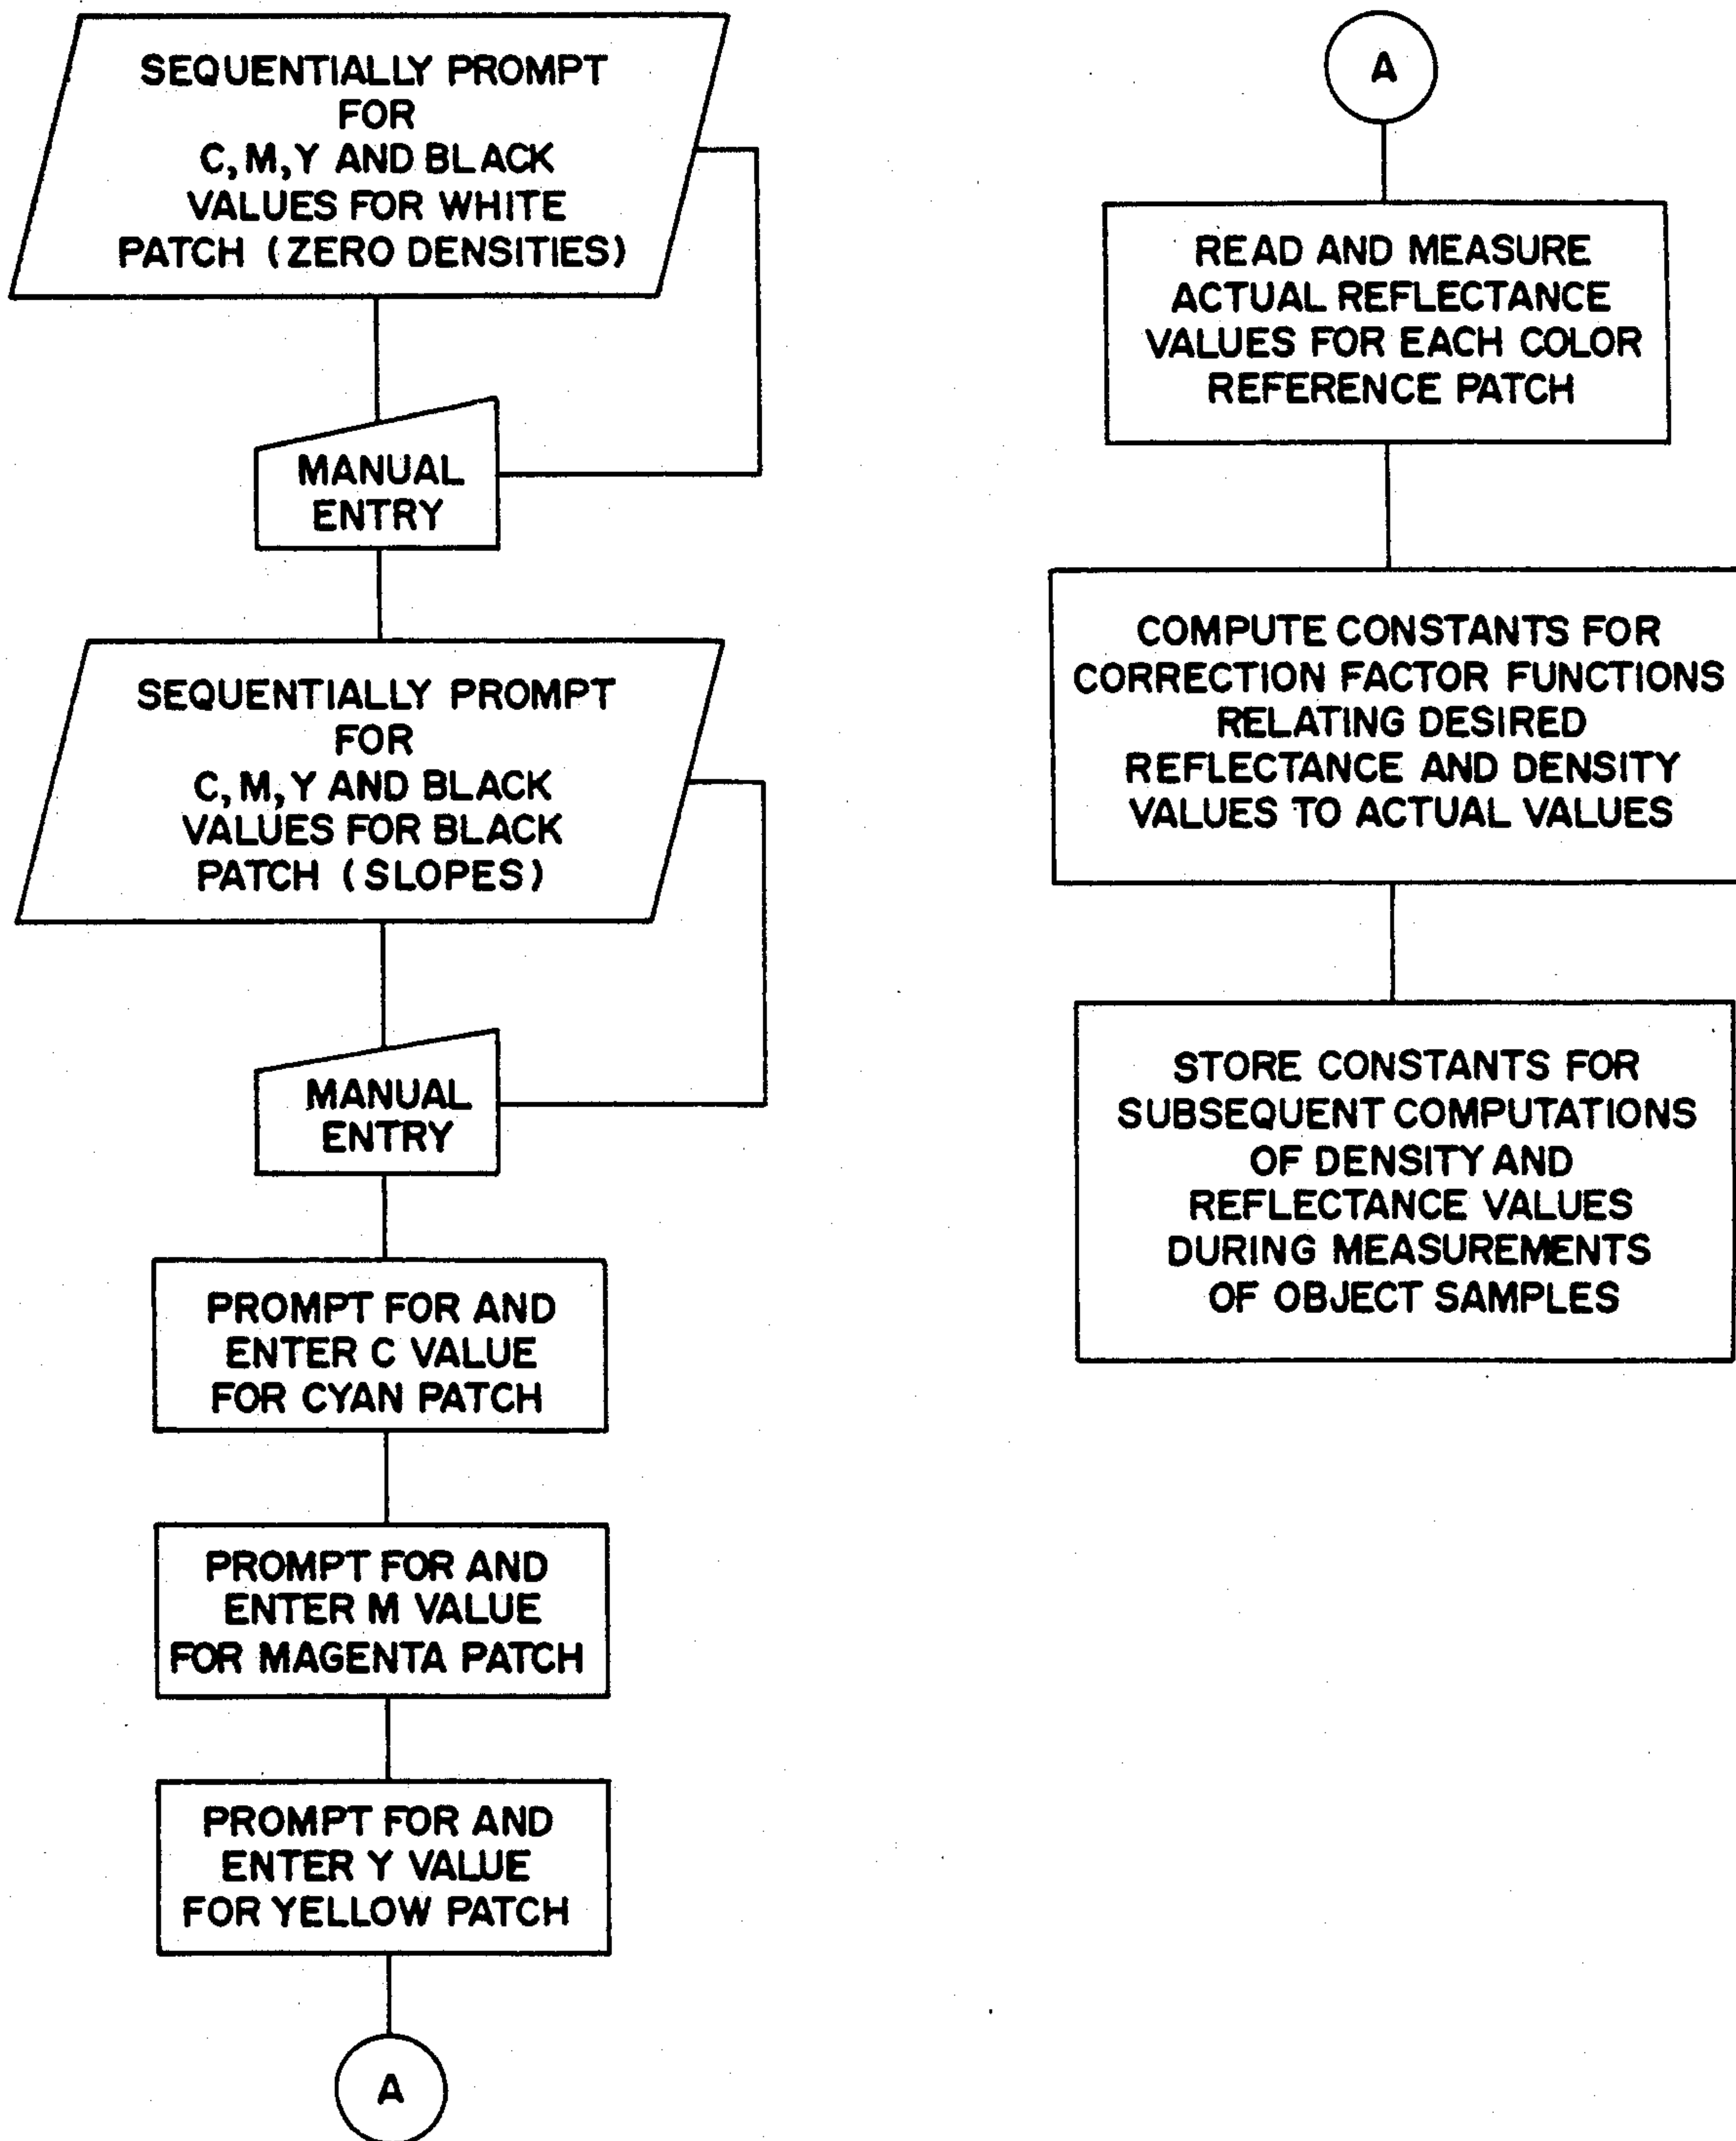 SEQUENTIALLY PROMPT
FOR
C, M, Y AND BLACK
VALUES FOR WHITE
PATCH (ZERO DENSITIES)
MANUAL
ENTRY
SEQUENTIALLY PROMPT
FOR
C, M, Y AND BLACK
VALUES FOR BLACK
PATCH (SLOPES)
MANUAL
ENTRY
PROMPT FOR AND
ENTER C VALUE
FOR CYAN PATCH
PROMPT FOR AND
ENTER M VALUE
FOR MAGENTA PATCH
PROMPT FOR AND
ENTER Y VALUE
FOR YELLOW PATCH
A
A
READ AND MEASURE
ACTUAL REFLECTANCE
VALUES FOR EACH COLOR
REFERENCE PATCH
COMPUTE CONSTANTS FOR
CORRECTION FACTOR FUNCTIONS
RELATING DESIRED
REFLECTANCE AND DENSITY
VALUES TO ACTUAL VALUES
STORE CONSTANTS FOR
SUBSEQUENT COMPUTATIONS
OF DENSITY AND
REFLECTANCE VALUES
DURING MEASUREMENTS
OF OBJECT SAMPLES